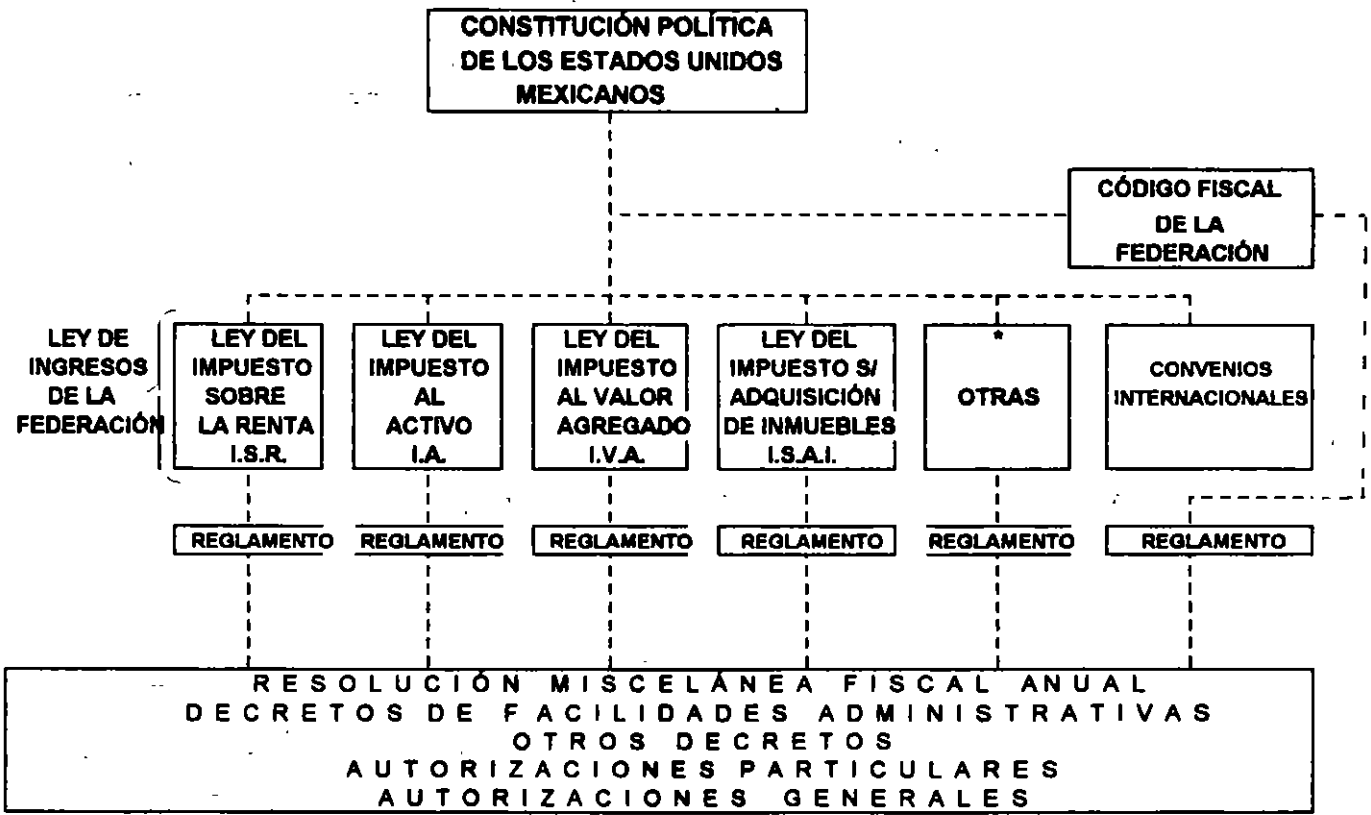 CONSTITUCIÓN POLÍTICA
DE LOS ESTADOS UNIDOS
MEXICANOS
CÓDIGO FISCAL
DE LA
FEDERACIÓN
LEY DE
INGRESOS
DE LA
FEDERACIÓN
LEY DEL
IMPUESTO
SOBRE
LA RENTA
I.S.R.
LEY DEL
IMPUESTO
AL
ACTIVO
I.A.
LEY DEL
IMPUESTO
AL VALOR
AGREGADO
I.V.A.
LEY DEL
IMPUESTO S/
ADQUISICIÓN
DE INMUEBLES
I.S.A.I.
*
OTRAS
CONVENIOS
INTERNACIONALES
REGLAMENTO
REGLAMENTO
REGLAMENTO
REGLAMENTO
REGLAMENTO
REGLAMENTO
RESOLUCIÓN MISCELÁNEA FISCAL ANUAL
DECRETOS DE FACILIDADES ADMINISTRATIVAS
OTROS DECRETOS
AUTORIZACIONES PARTICULARES
AUTORIZACIONES GENERALES